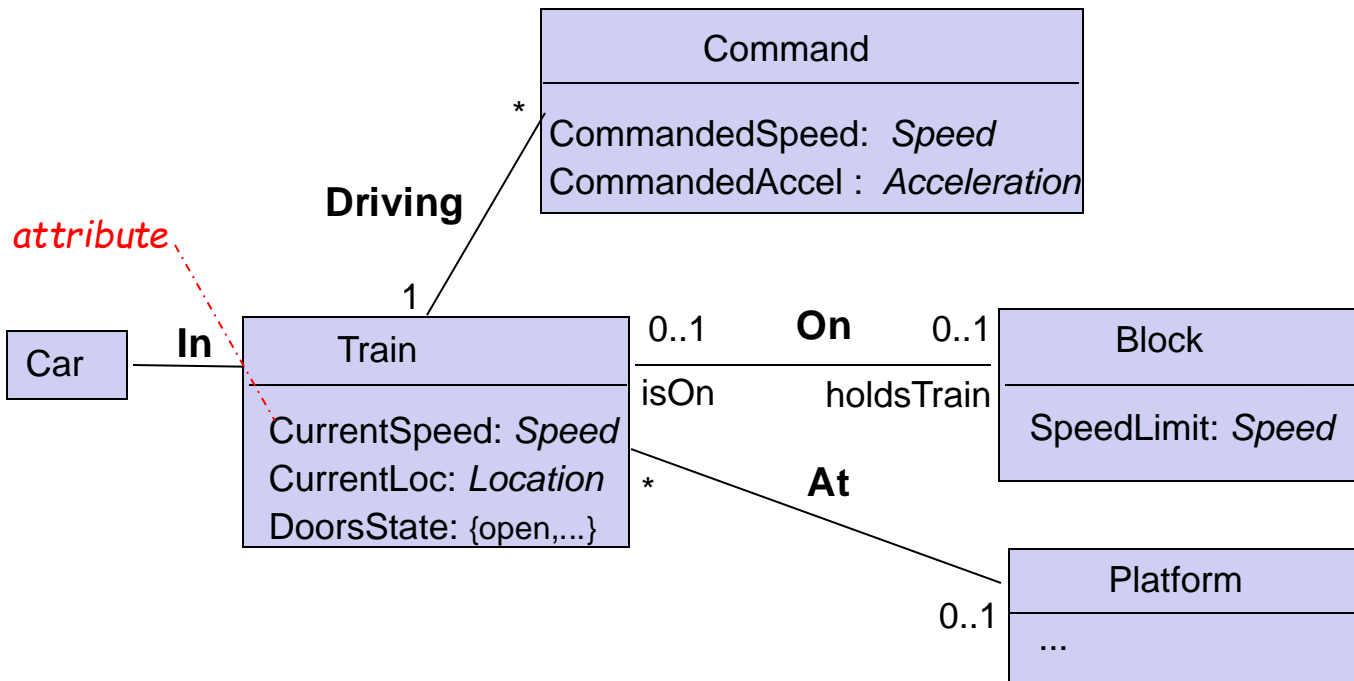 Command
*
CommandedSpeed: Speed
CommandedAccel : Acceleration
Driving
attribute
1
In
Car
Train
0..1
On
0..1
Block
isOn
holdsTrain
CurrentSpeed: Speed
SpeedLimit: Speed
CurrentLoc: Location
*
At
DoorsState: {open,...}
Platform
0..1
...